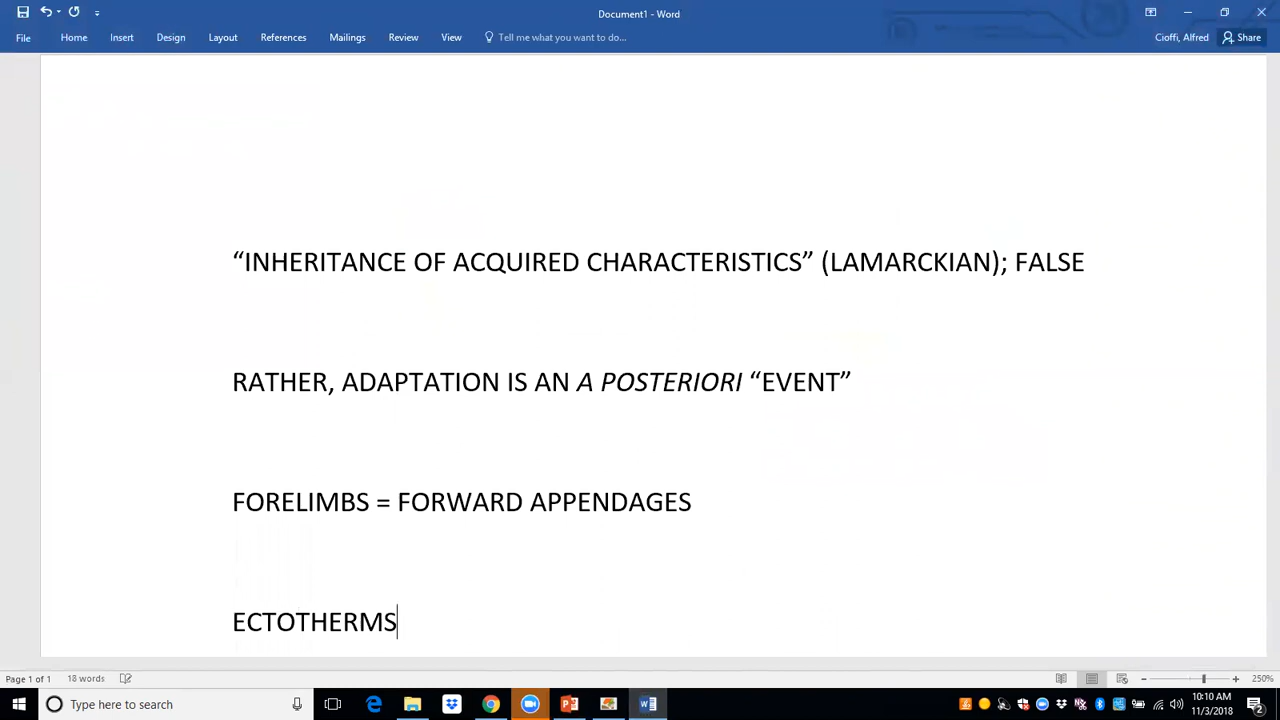 Document1 - Word
File Home Insert Design Layout References Mailings Review View Tell me what you want to do... Cioffi, Alfred Share
“INHERITANCE OF ACQUIRED CHARACTERISTICS” (LAMARCKIAN); FALSE
RATHER, ADAPTATION IS AN A POSTERIORI “EVENT”
FORELIMBS = FORWARD APPENDAGES
ECTOTHERMS
Page 1 of 1 18 words 250%
Type here to search 10:10 AM
11/3/2018 2